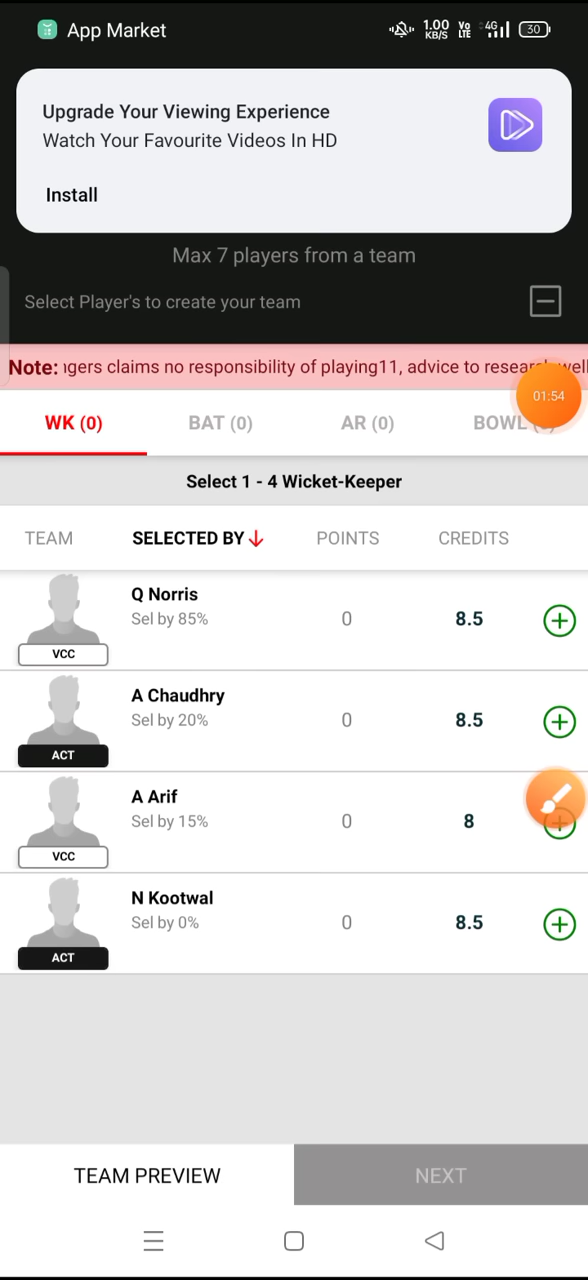 App Market
1.00 KB/S Vo LTE 4G 30
Upgrade Your Viewing Experience
Watch Your Favourite Videos In HD
Install
Max 7 players from a team
Select Player's to create your team
Note: ngers claims no responsibility of playing11, advice to research well
01:54
WK (0) BAT (0) AR (0) BOWL
Select 1 - 4 Wicket-Keeper
TEAM SELECTED BY POINTS CREDITS
Q Norris
Sel by 85% 0 8.5
VCC
A Chaudhry
Sel by 20% 0 8.5
ACT
A Arif
Sel by 15% 0 8
VCC
N Kootwal
Sel by 0% 0 8.5
ACT
TEAM PREVIEW NEXT